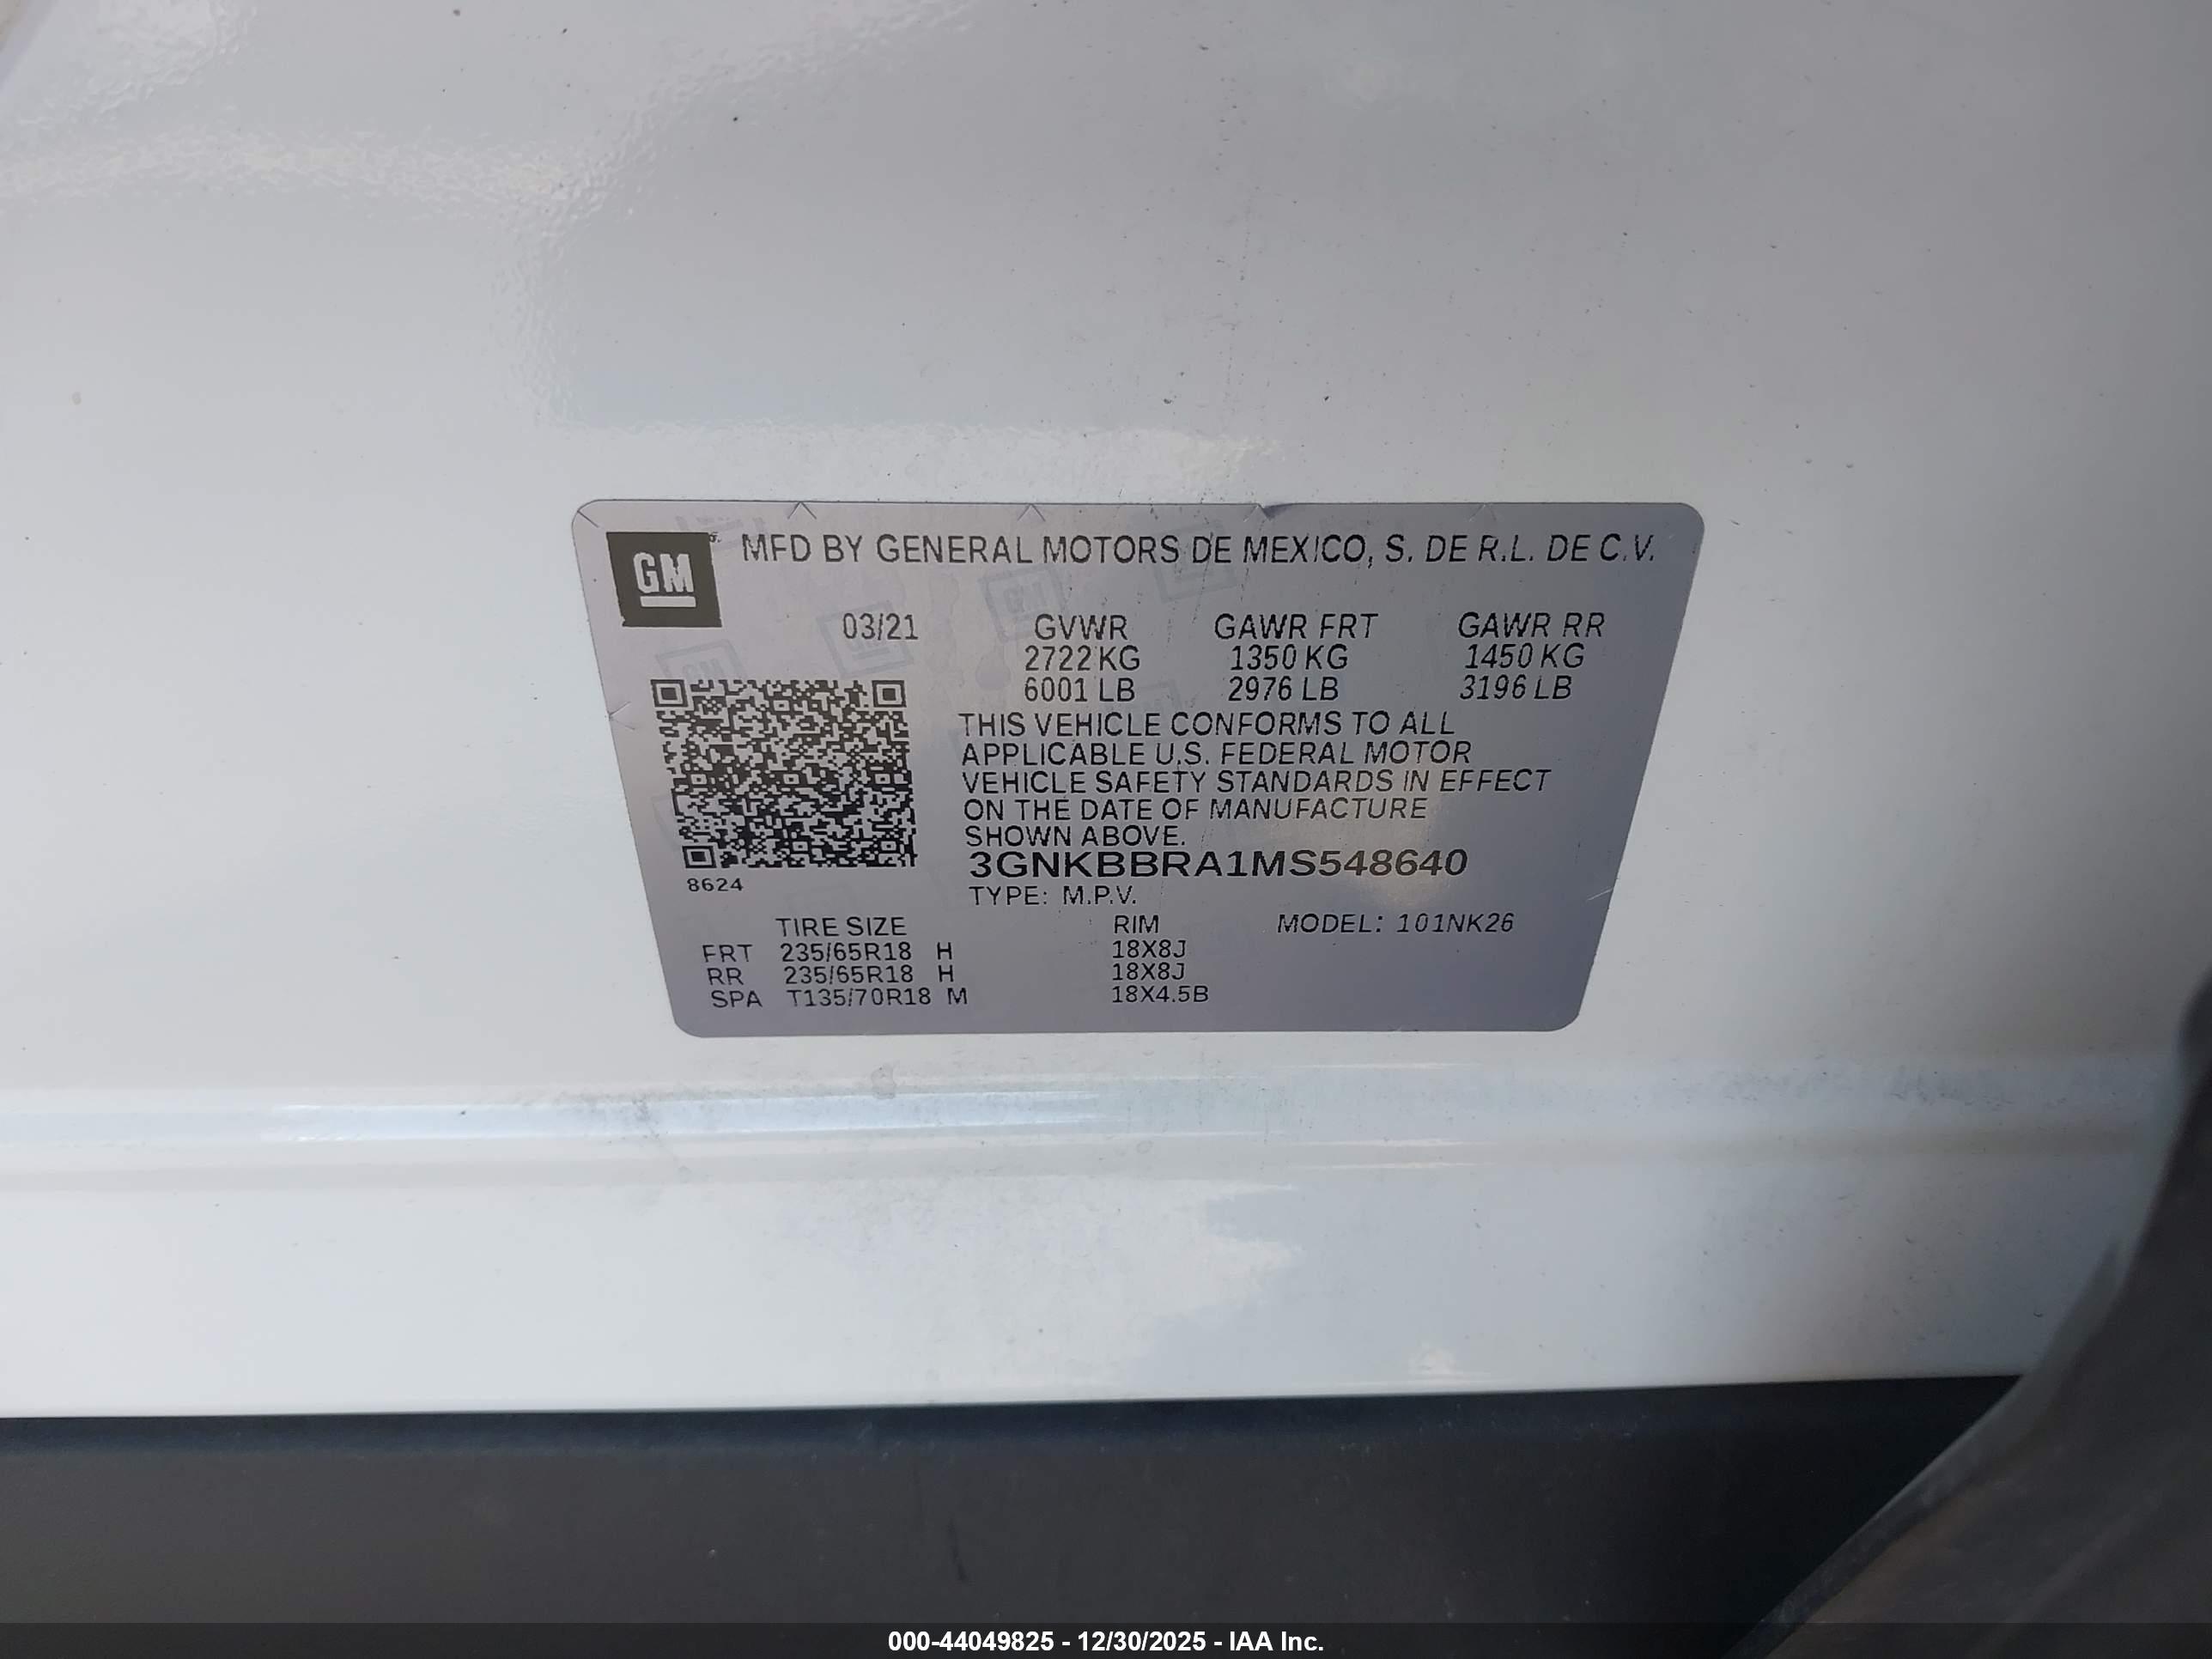 GM
MFD BY GENERAL MOTORS DE MEXICO, S. DE R.L. DE C.V.
03/21 GVWR GAWR FRT GAWR RR
2722 KG 1350 KG 1450 KG
6001 LB 2976 LB 3196 LB
THIS VEHICLE CONFORMS TO ALL
APPLICABLE U.S. FEDERAL MOTOR
VEHICLE SAFETY STANDARDS IN EFFECT
ON THE DATE OF MANUFACTURE
SHOWN ABOVE.
3GNKBBRA1MS548640
8624
TYPE: M.P.V.
TIRE SIZE RIM MODEL: 101NK26
FRT 235/65R18 H 18X8J
RR 235/65R18 H 18X8J
SPA T135/70R18 M 18X4.5B
000-44049825 - 12/30/2025 - IAA Inc.